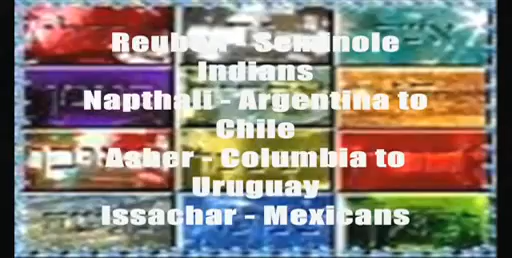 Reuben - Seminole
Indians
Napthali - Argentina to
Chile
Asher - Columbia to
Uruguay
Issachar - Mexicans